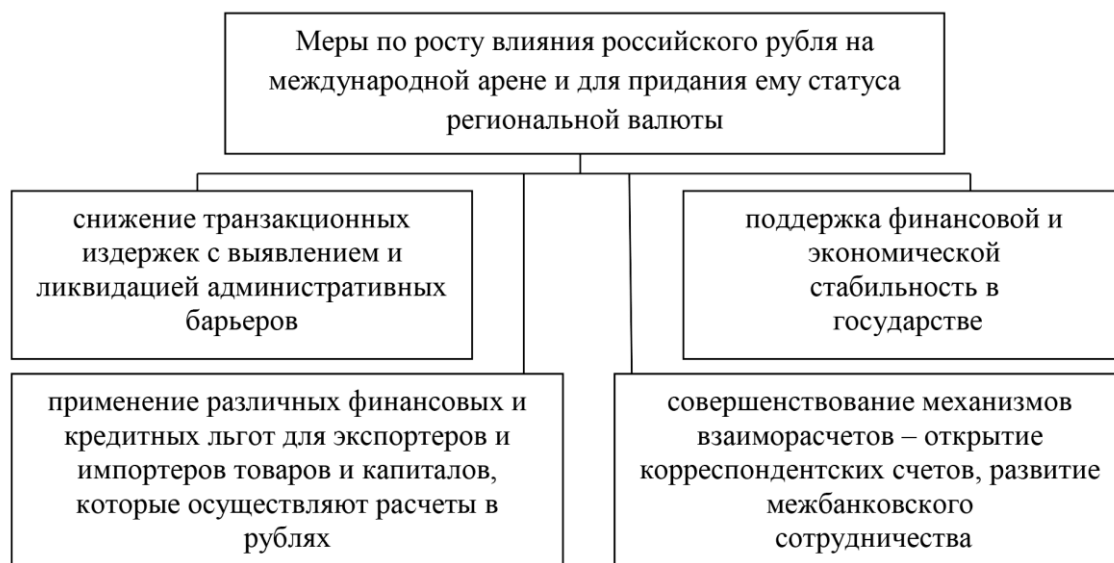 Меры по росту влияния российского рубля на
международной арене и для придания ему статуса
региональной валюты
снижение транзакционных
издержек с выявлением и
ликвидацией административных
барьеров
поддержка финансовой и
экономической
стабильность в
государстве
применение различных финансовых и
кредитных льгот для экспортеров и
импортеров товаров и капиталов,
которые осуществляют расчеты в
рублях
совершенствование механизмов
взаиморасчетов – открытие
корреспондентских счетов, развитие
межбанковского
сотрудничества